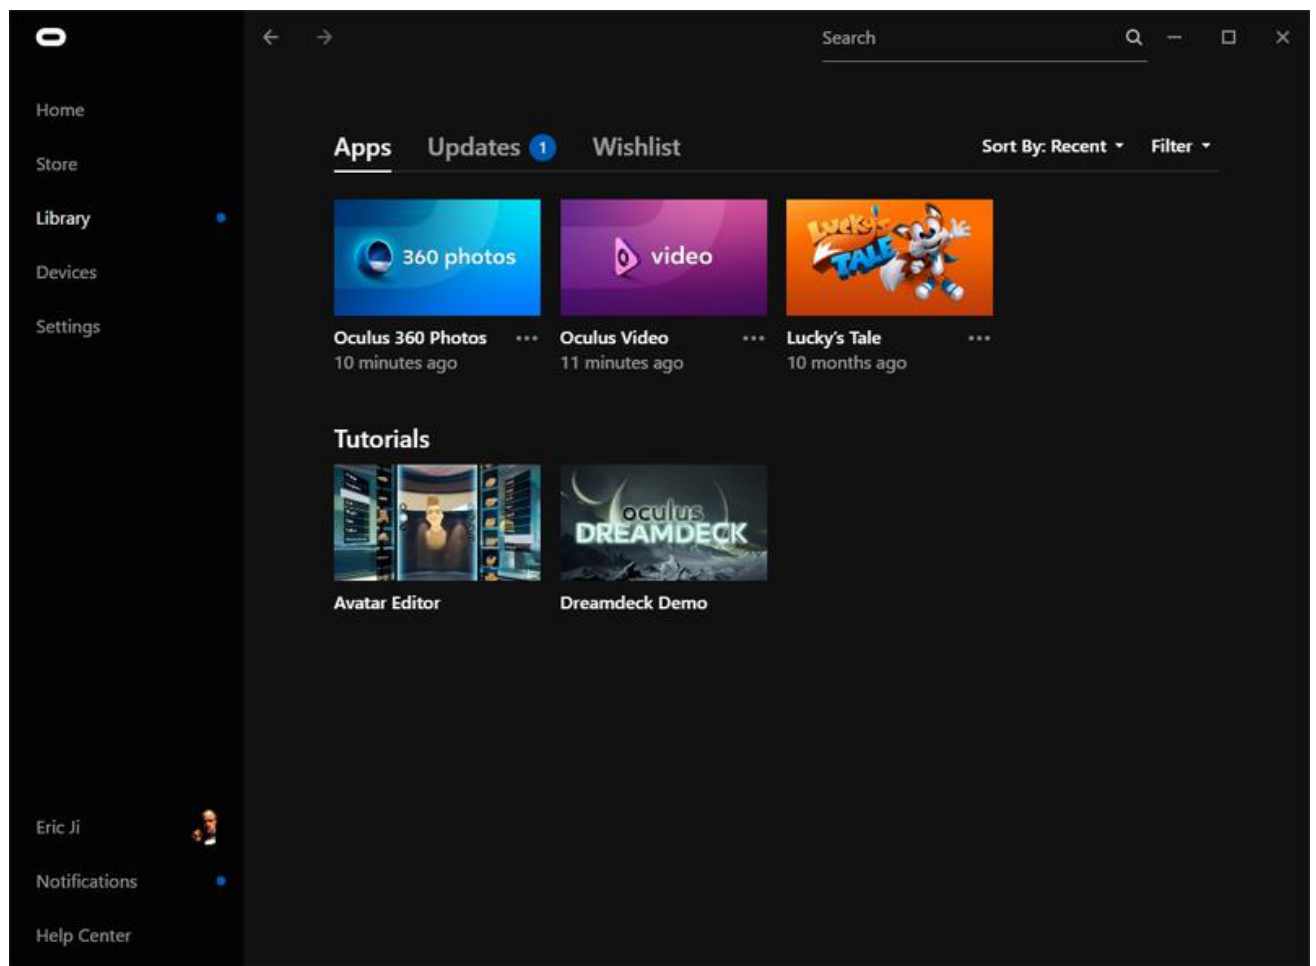 Search
Home
Store
Library
Devices
Settings
Apps
Updates 1
Wishlist
Sort By: Recent
Filter
360 photos
video
LUCKY'S
TALE
Oculus 360 Photos
10 minutes ago
Oculus Video
11 minutes ago
Lucky's Tale
10 months ago
Tutorials
oculus
DREAMDECK
Avatar Editor
Dreamdeck Demo
Eric Ji
Notifications
Help Center